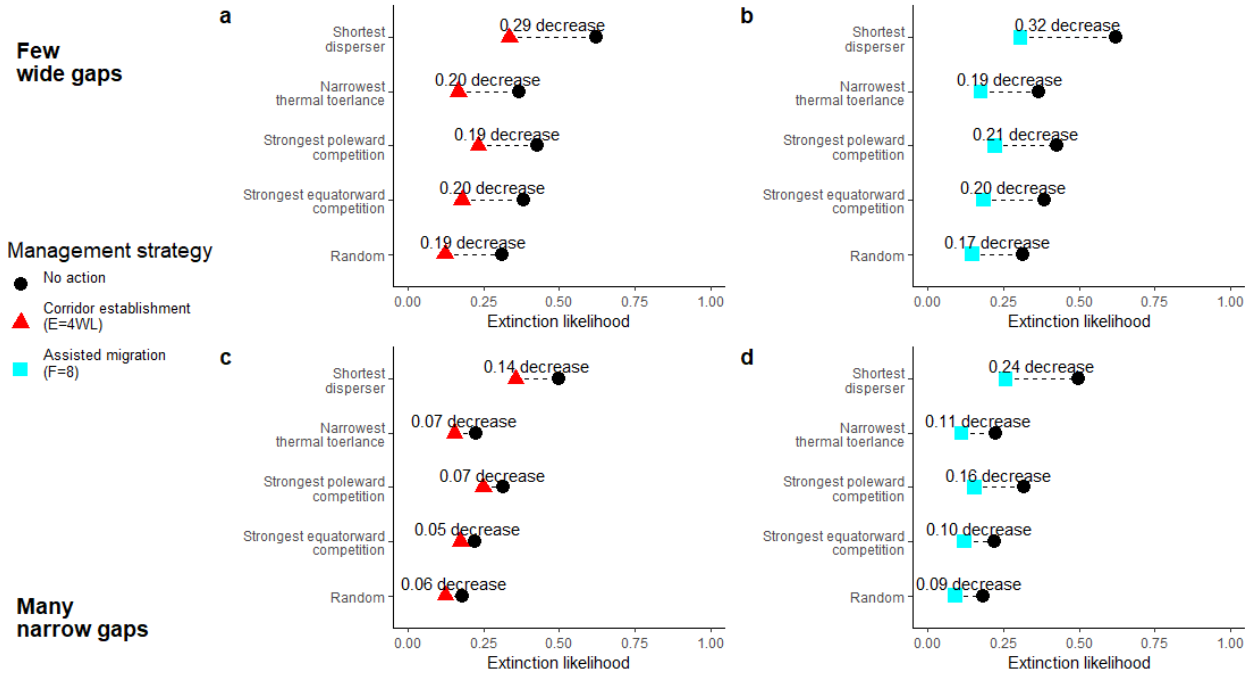 Few
wide gaps
Management strategy
No action
Corridor establishment
(E=4WL)
Assisted migration
(F=8)
Many
narrow gaps
a
Shortest
disperser
0.29 decrease
Narrowest
thermal toerlance
0.20 decrease
Strongest poleward
competition
0.19 decrease
Strongest equatorward
competition
0.20 decrease
Random
0.19 decrease
0.00 0.25 0.50 0.75 1.00
Extinction likelihood
b
Shortest
disperser
0.32 decrease
Narrowest
thermal toerlance
0.19 decrease
Strongest poleward
competition
0.21 decrease
Strongest equatorward
competition
0.20 decrease
Random
0.17 decrease
0.00 0.25 0.50 0.75 1.00
Extinction likelihood
c
Shortest
disperser
0.14 decrease
Narrowest
thermal toerlance
0.07 decrease
Strongest poleward
competition
0.07 decrease
Strongest equatorward
competition
0.05 decrease
Random
0.06 decrease
0.00 0.25 0.50 0.75 1.00
Extinction likelihood
d
Shortest
disperser
0.24 decrease
Narrowest
thermal toerlance
0.11 decrease
Strongest poleward
competition
0.16 decrease
Strongest equatorward
competition
0.10 decrease
Random
0.09 decrease
0.00 0.25 0.50 0.75 1.00
Extinction likelihood